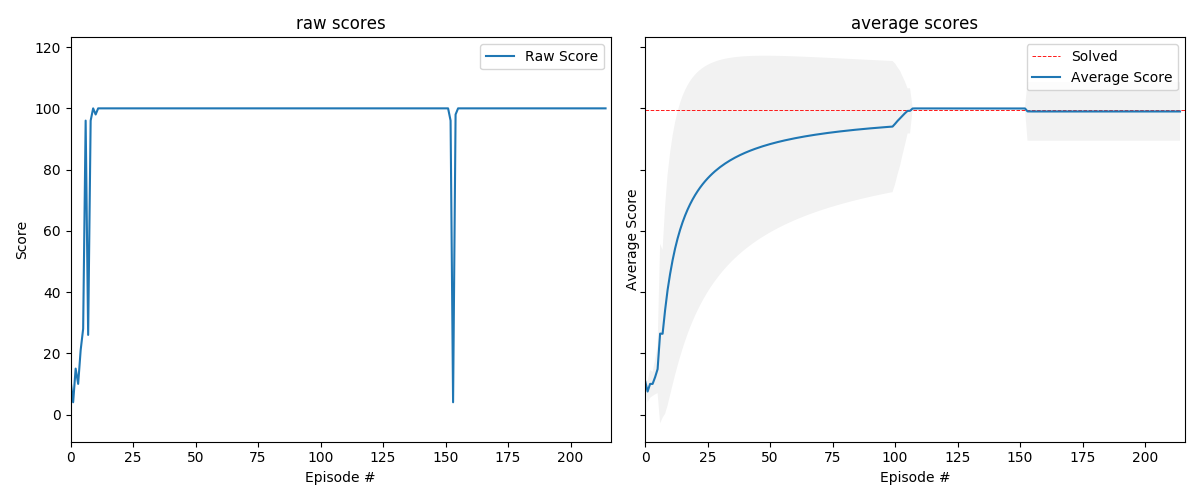 raw scores
120
100
80
60
40
20
0
Score
0 25 50 75 100 125 150 175 200
Episode #
Raw Score
average scores
Average Score
0 25 50 75 100 125 150 175 200
Episode #
Solved
Average Score